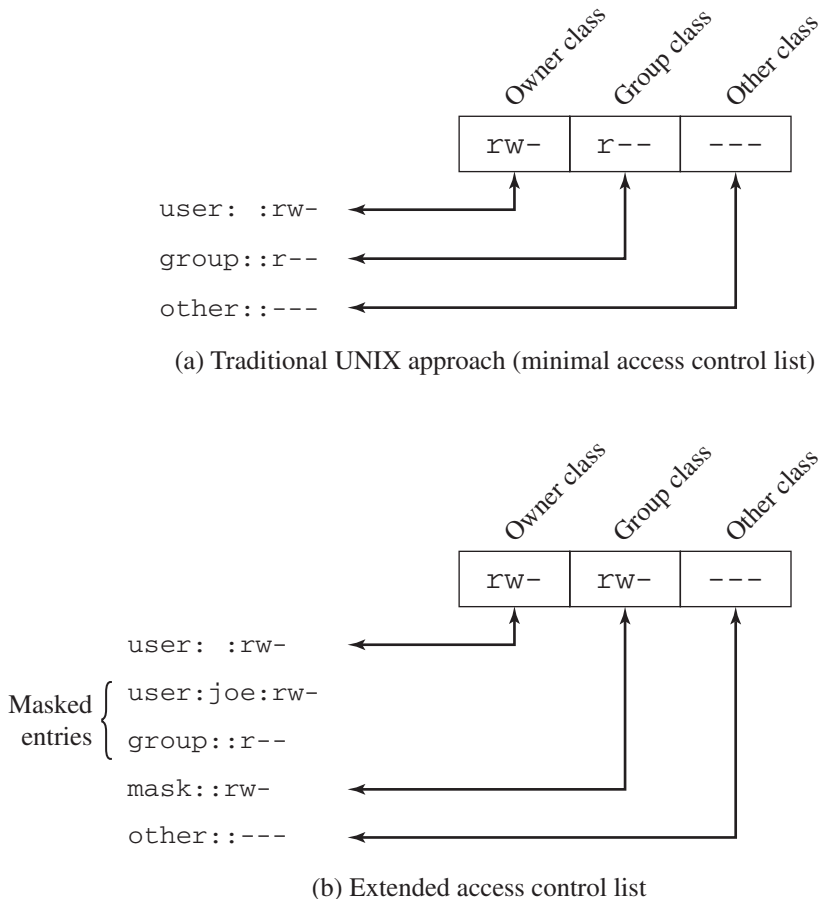 Owner class
Group class
Other class
rw- r-- ---
user: :rw-
group::r--
other::---
(a) Traditional UNIX approach (minimal access control list)
Owner class
Group class
Other class
rw- rw- ---
user: :rw-
Masked
entries
user:joe:rw-
group::r--
mask::rw-
other::---
(b) Extended access control list